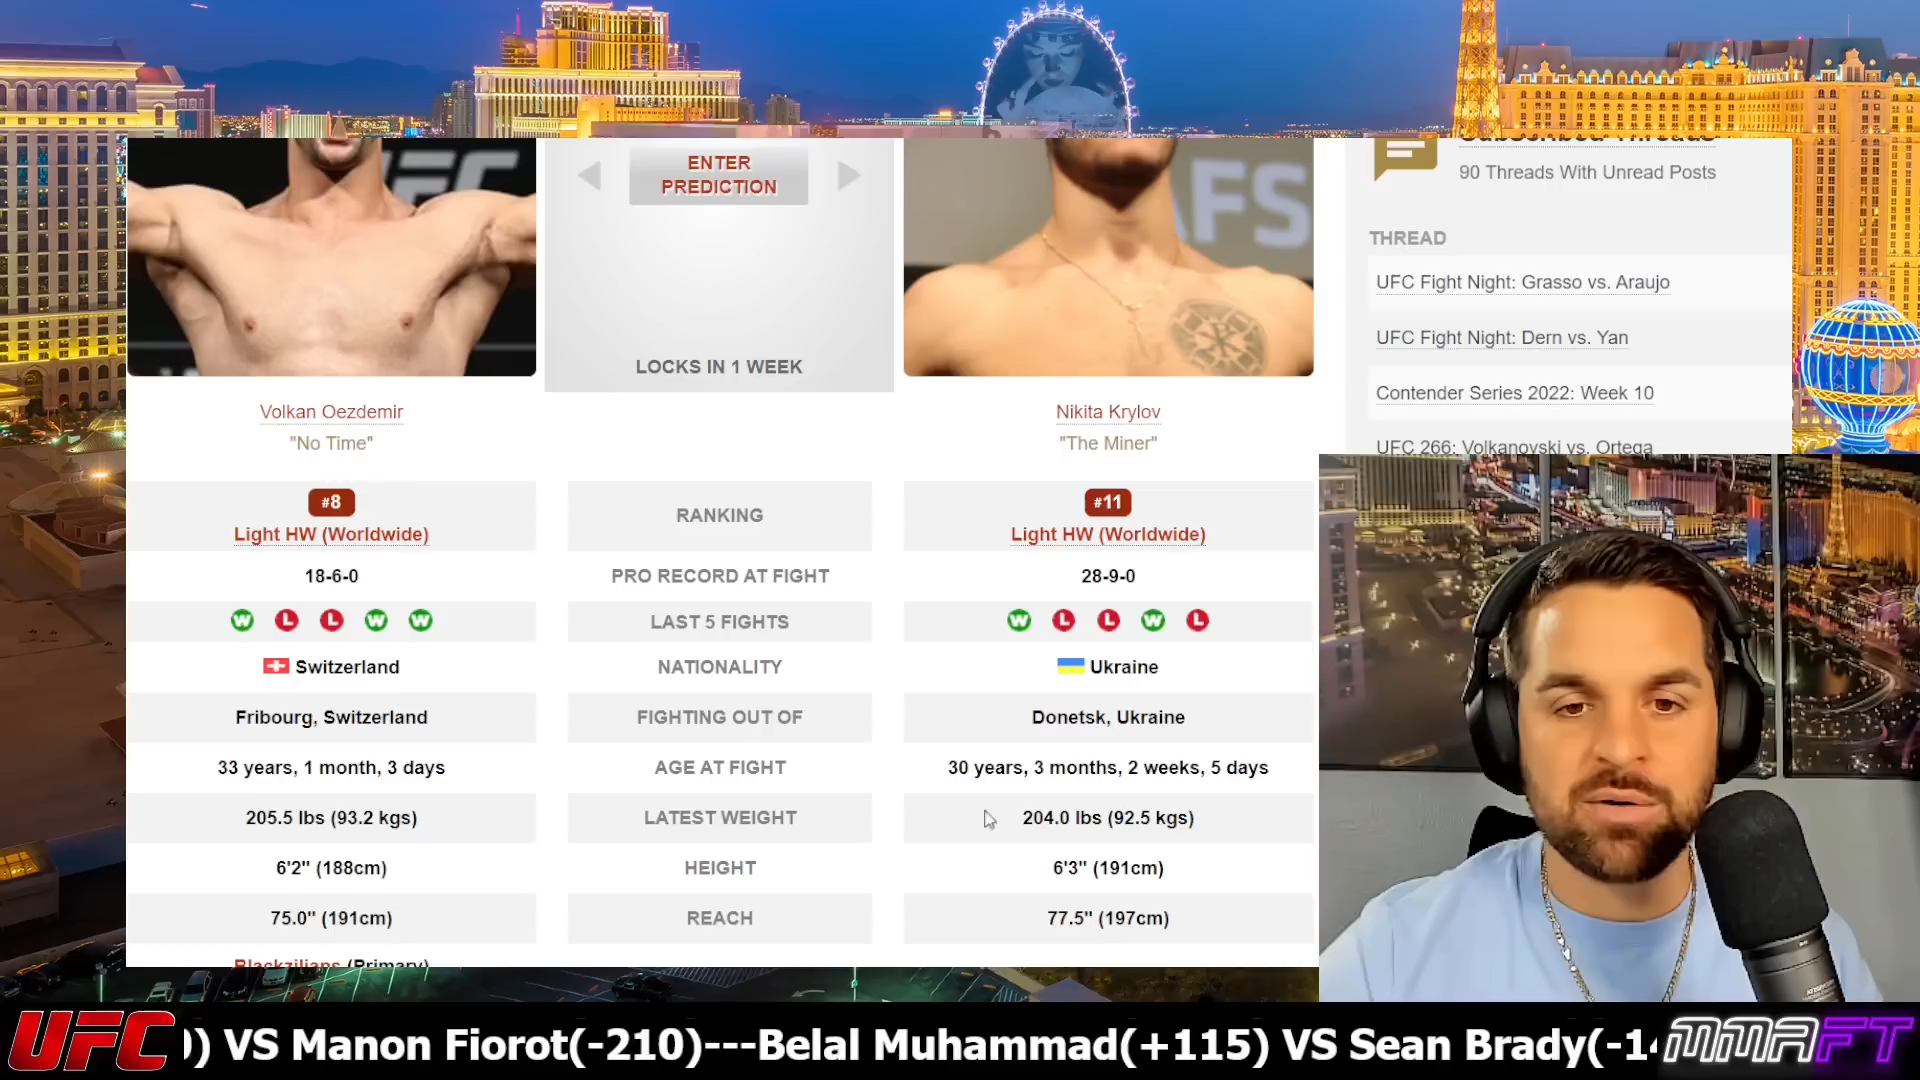 UFC
ENTER
PREDICTION
AFS
90 Threads With Unread Posts
THREAD
UFC Fight Night: Grasso vs. Araujo
UFC Fight Night: Dern vs. Yan
Contender Series 2022: Week 10
UFC 266: Volkanovski vs. Ortega
LOCKS IN 1 WEEK
Volkan Oezdemir
Nikita Krylov
"No Time"
"The Miner"
#8
RANKING
#11
Light HW (Worldwide)
Light HW (Worldwide)
18-6-0
PRO RECORD AT FIGHT
28-9-0
W L L W W
LAST 5 FIGHTS
W L L W L
Switzerland
NATIONALITY
Ukraine
Fribourg, Switzerland
FIGHTING OUT OF
Donetsk, Ukraine
33 years, 1 month, 3 days
AGE AT FIGHT
30 years, 3 months, 2 weeks, 5 days
205.5 lbs (93.2 kgs)
LATEST WEIGHT
204.0 lbs (92.5 kgs)
6'2" (188cm)
HEIGHT
6'3" (191cm)
75.0" (191cm)
REACH
77.5" (197cm)
Blackzilians (Primary)
UFC
) VS Manon Fiorot(-210)---Belal Muhammad(+115) VS Sean Brady(-14
MMAFT